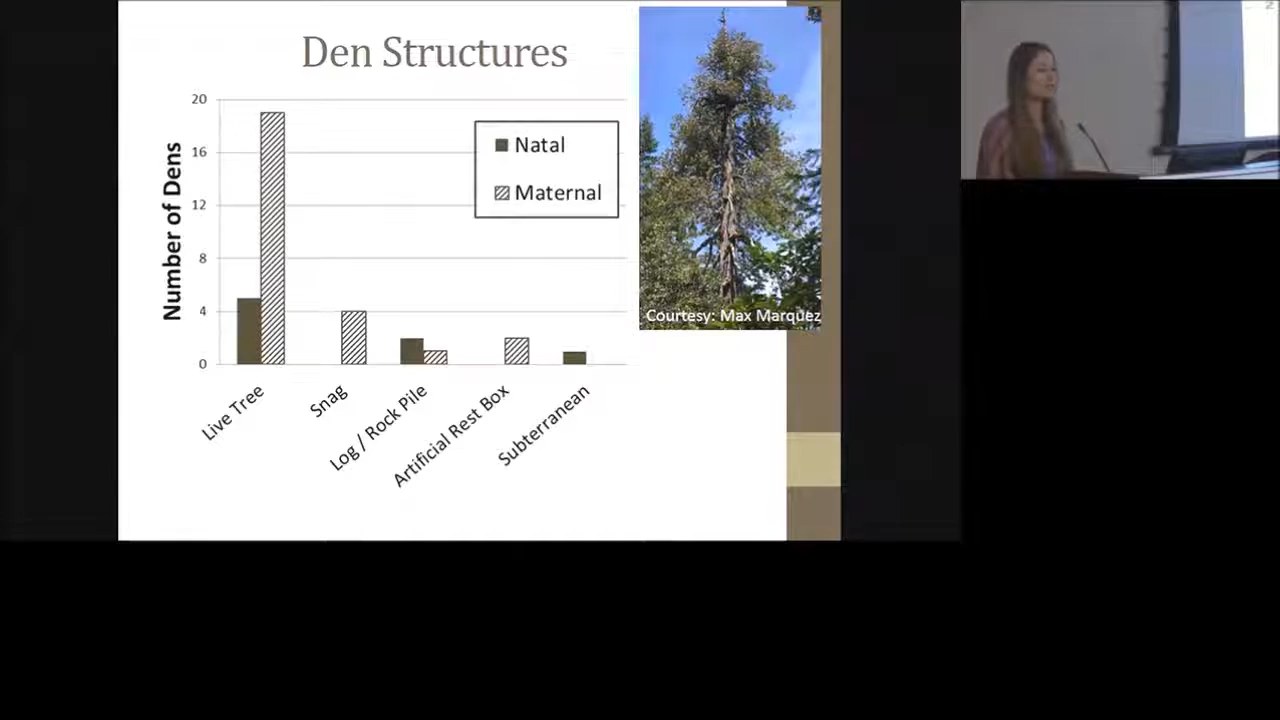 Den Structures
20
16
12
8
4
0
Number of Dens
Natal
Maternal
Live Tree
Snag
Log / Rock Pile
Artificial Rest Box
Subterranean
Courtesy: Max Marquez
2